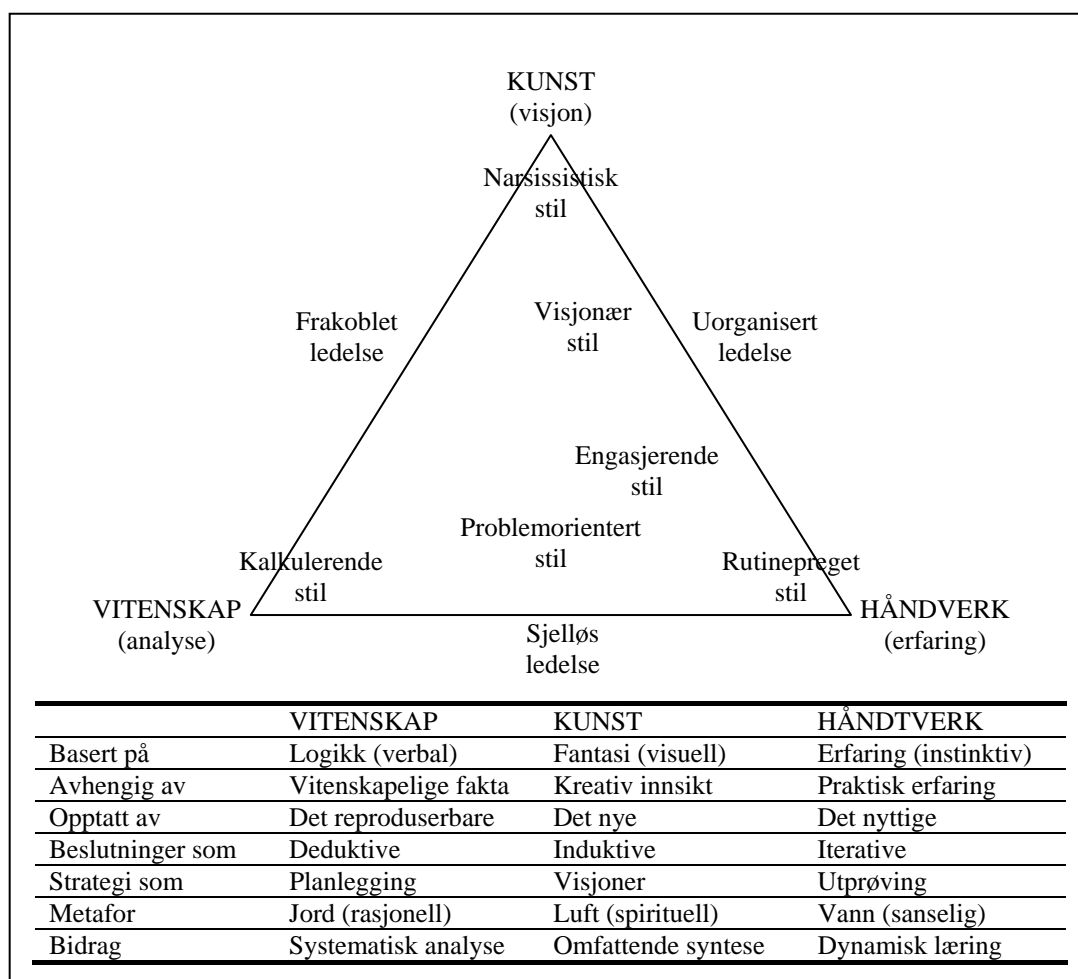 KUNST
(visjon)
Narsissistisk
stil
Frakoblet
ledelse
Visjonær
stil
Uorganisert
ledelse
Engasjerende
stil
Problemorientert
stil
Kalkulerende
stil
Rutinepreget
stil
VITENSKAP
(analyse)
HÅNDVERK
(erfaring)
Sjelløs
ledelse
VITENSKAP KUNST HÅNDTVERK
Basert på Logikk (verbal) Fantasi (visuell) Erfaring (instinktiv)
Avhengig av Vitenskapelige fakta Kreativ innsikt Praktisk erfaring
Opptatt av Det reproduserbare Det nye Det nyttige
Beslutninger som Deduktive Induktive Iterative
Strategi som Planlegging Visjoner Utprøving
Metafor Jord (rasjonell) Luft (spirituell) Vann (sanselig)
Bidrag Systematisk analyse Omfattende syntese Dynamisk læring